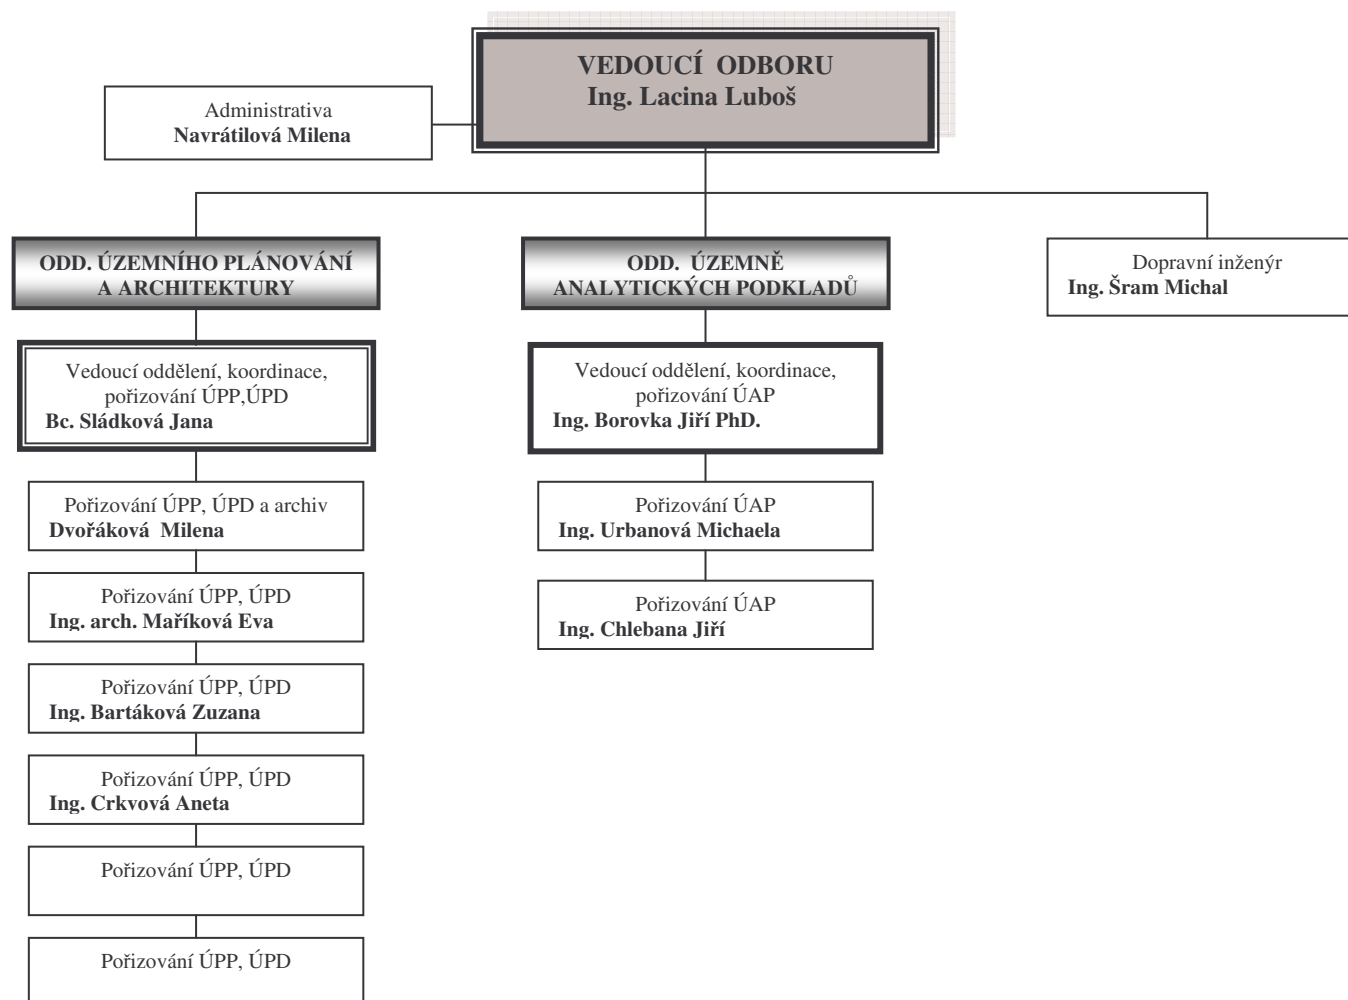 VEDOUCÍ ODBORU
Ing. Lacina Luboš
Administrativa
Navrátilová Milena
ODD. ÚZEMNÍHO PLÁNOVÁNÍ
A ARCHITEKTURY
Vedoucí oddělení, koordinace,
pořizování ÚPP,ÚPD
Bc. Sládková Jana
Pořizování ÚPP, ÚPD a archiv
Dvořáková Milena
Pořizování ÚPP, ÚPD
Ing. arch. Maříková Eva
Pořizování ÚPP, ÚPD
Ing. Bartáková Zuzana
Pořizování ÚPP, ÚPD
Ing. Crkvová Aneta
Pořizování ÚPP, ÚPD
Pořizování ÚPP, ÚPD
ODD. ÚZEMNĚ
ANALYTICKÝCH PODKLADŮ
Vedoucí oddělení, koordinace,
pořizování ÚAP
Ing. Borovka Jiří PhD.
Pořizování ÚAP
Ing. Urbanová Michaela
Pořizování ÚAP
Ing. Chlebana Jiří
Dopravní inženýr
Ing. Šram Michal